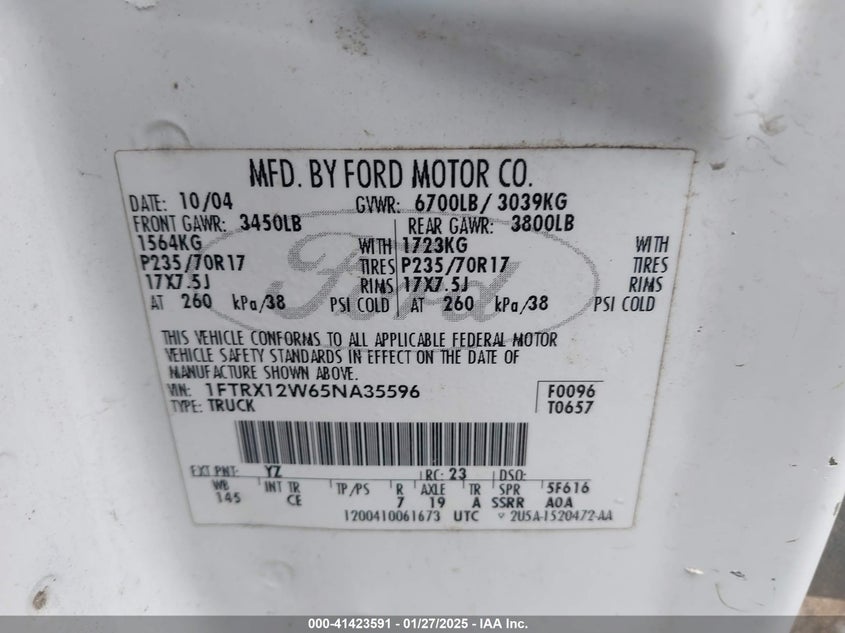 MFD. BY FORD MOTOR CO.
DATE: 10/04 GVWR: 6700LB/ 3039KG
FRONT GAWR: 3450LB REAR GAWR: 3800LB
1564KG WITH 1723KG WITH
P235/70R17 TIRES P235/70R17 TIRES
17X7.5J RIMS 17X7.5J RIMS
AT 260 kPa/38 PSI COLD AT 260 kPa/38 PSI COLD
Ford
THIS VEHICLE CONFORMS TO ALL APPLICABLE FEDERAL MOTOR
VEHICLE SAFETY STANDARDS IN EFFECT ON THE DATE OF
MANUFACTURE SHOWN ABOVE.
VIN: 1FTRX12W65NA35596 F0096
TYPE: TRUCK T0657
EXT PNT: YZ RC: 23 DSO:
WB INT TR TP/PS R AXLE TR SPR 5F616
145 CE 7 19 A SSRR AOA
1200410061673 UTC 2U5A-1520472-AA
000-41423591 / 01/27/2025 - IAA Inc.